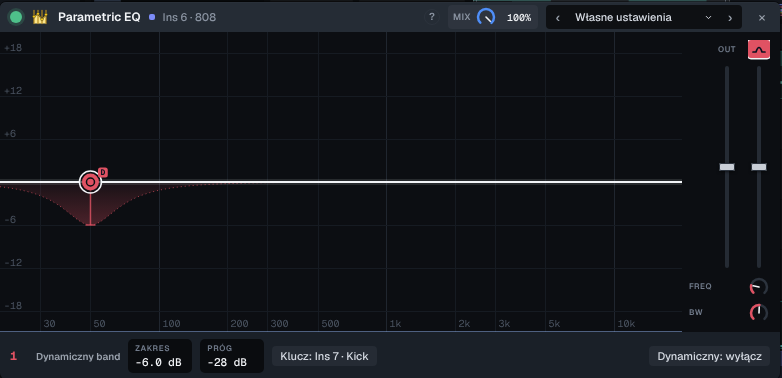 Parametric EQ Ins 6 · 808 ? MIX 100% ‹ Własne ustawienia › ×
OUT
+18
+12
+6
D
-6
-12
-18
FREQ
BW
30 50 100 200 300 500 1k 2k 3k 5k 10k
1 Dynamiczny band
ZAKRES
-6.0 dB
PRÓG
-28 dB
Klucz: Ins 7 · Kick
Dynamiczny: wyłącz